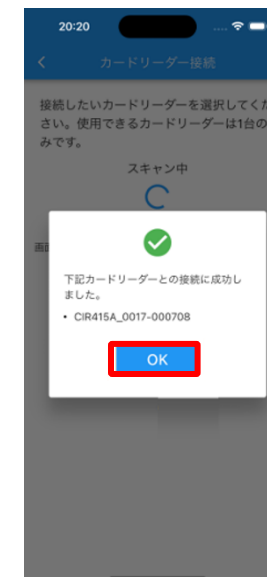 20:20
カードリーダー接続
接続したいカードリーダーを選択してくだ
さい。使用できるカードリーダーは1台の
みです。
スキャン中
画面
下記カードリーダーとの接続に成功し
ました。
・ CIR415A_0017-000708
OK